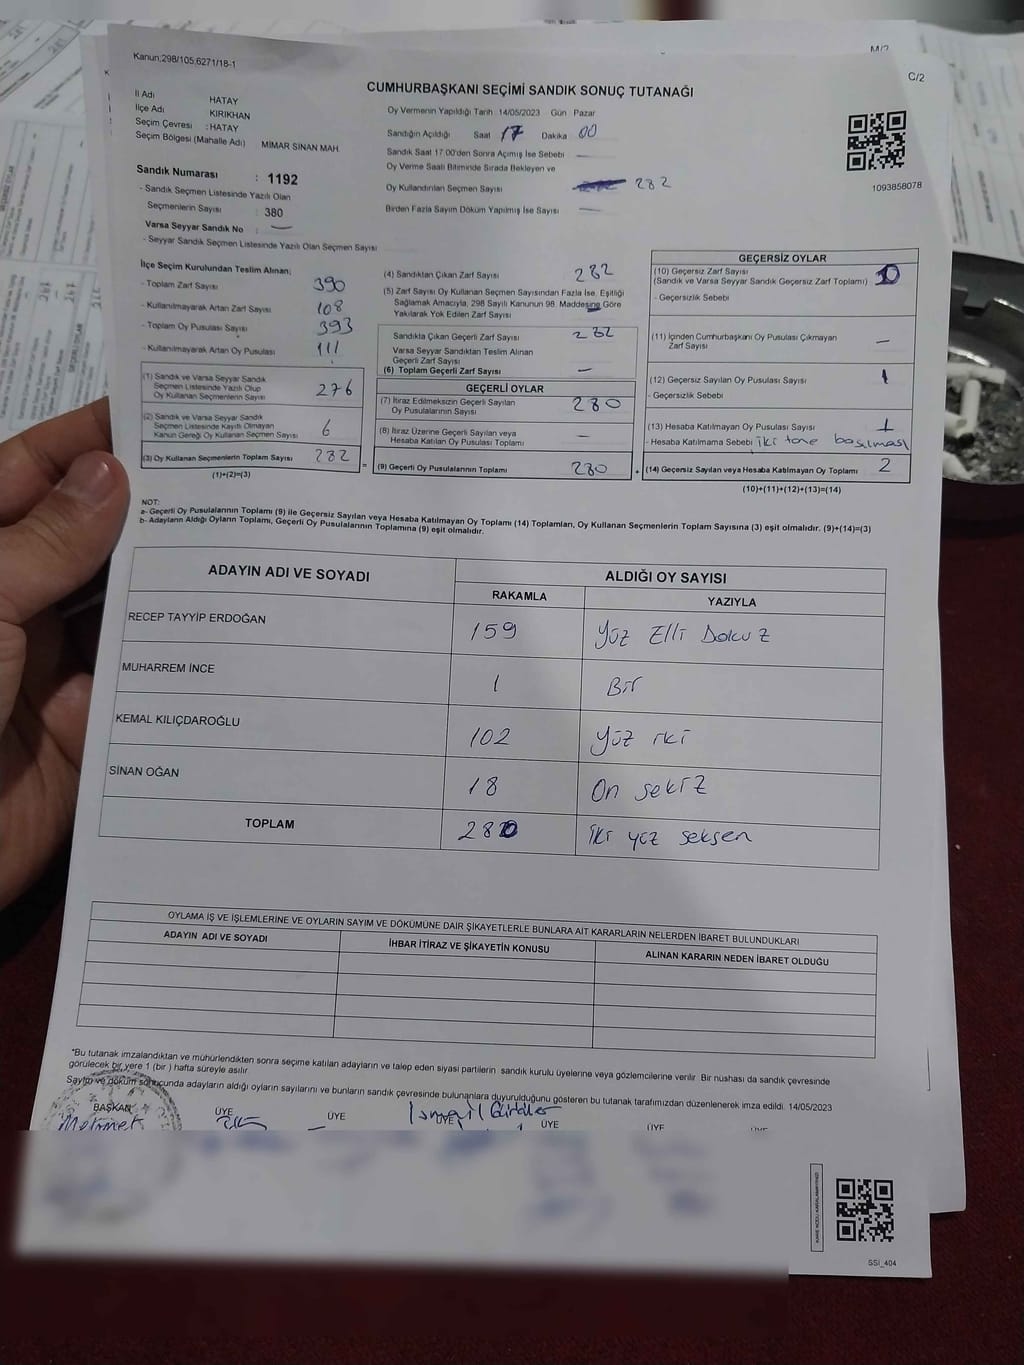 Kanun;298/105;6271/18-1
M/2
C/2
CUMHURBAŞKANI SEÇİMİ SANDIK SONUÇ TUTANAĞI
İl Adı HATAY
İlçe Adı KIRIKHAN
Seçim Çevresi : HATAY
Seçim Bölgesi (Mahalle Adı) MİMAR SİNAN MAH.
Oy Vermenin Yapıldığı Tarih 14/05/2023 Gün Pazar
Sandığın Açıldığı Saat 17 Dakika 00
Sandık Saat 17:00'den Sonra Açımış İse Sebebi —
Oy Verme Saati Bitiminde Sırada Bekleyen ve
Oy Kullandırılan Seçmen Sayısı 282
Birden Fazla Sayım Döküm Yapılmış İse Sayısı —
1093858078
Sandık Numarası : 1192
- Sandık Seçmen Listesinde Yazılı Olan
Seçmenlerin Sayısı : 380
Varsa Seyyar Sandık No : —
- Seyyar Sandık Seçmen Listesinde Yazılı Olan Seçmen Sayısı
İlçe Seçim Kurulundan Teslim Alınan;
- Toplam Zarf Sayısı 390
- Kullanılmayarak Artan Zarf Sayısı 108
- Toplam Oy Pusulası Sayısı 393
- Kullanılmayarak Artan Oy Pusulası 111
(1) Sandık ve Varsa Seyyar Sandık
Seçmen Listesinde Yazılı Olup
Oy Kullanan Seçmenlerin Sayısı 276
(2) Sandık ve Varsa Seyyar Sandık
Seçmen Listesinde Kayıtlı Olmayan
Kanun Gereği Oy Kullanan Seçmen Sayısı 6
(3) Oy Kullanan Seçmenlerin Toplam Sayısı 282
(1)+(2)=(3)
(4) Sandıktan Çıkan Zarf Sayısı 282
(5) Zarf Sayısı Oy Kullanan Seçmen Sayısından Fazla İse, Eşitliği
Sağlamak Amacıyla, 298 Sayılı Kanunun 98. Maddesine Göre
Yakılarak Yok Edilen Zarf Sayısı —
Sandıkta Çıkan Geçerli Zarf Sayısı 282
Varsa Seyyar Sandıktan Teslim Alınan
Geçerli Zarf Sayısı
(6) Toplam Geçerli Zarf Sayısı —
GEÇERLİ OYLAR
(7) İtiraz Edilmeksizin Geçerli Sayılan
Oy Pusulalarının Sayısı 280
(8) İtiraz Üzerine Geçerli Sayılan veya
Hesaba Katılan Oy Pusulası Toplamı —
(9) Geçerli Oy Pusulalarının Toplamı 280
GEÇERSİZ OYLAR
(10) Geçersiz Zarf Sayısı
(Sandık ve Varsa Seyyar Sandık Geçersiz Zarf Toplamı) 0
- Geçersizlik Sebebi
(11) İçinden Cumhurbaşkanı Oy Pusulası Çıkmayan
Zarf Sayısı —
(12) Geçersiz Sayılan Oy Pusulası Sayısı 1
- Geçersizlik Sebebi
(13) Hesaba Katılmayan Oy Pusulası Sayısı 1
- Hesaba Katılmama Sebebi iki tane basılması
(14) Geçersiz Sayılan veya Hesaba Katılmayan Oy Toplamı 2
(10)+(11)+(12)+(13)=(14)
NOT:
a- Geçerli Oy Pusulalarının Toplamı (9) ile Geçersiz Sayılan veya Hesaba Katılmayan Oy Toplamı (14) Toplamları, Oy Kullanan Seçmenlerin Toplam Sayısına (3) eşit olmalıdır. (9)+(14)=(3)
b- Adayların Aldığı Oyların Toplamı, Geçerli Oy Pusulalarının Toplamına (9) eşit olmalıdır.
ADAYIN ADI VE SOYADI
ALDIĞI OY SAYISI
RAKAMLA YAZIYLA
RECEP TAYYİP ERDOĞAN 159 Yüz Elli Dokuz
MUHARREM İNCE 1 Bir
KEMAL KILIÇDAROĞLU 102 Yüz iki
SİNAN OĞAN 18 On sekiz
TOPLAM 280 iki yüz seksen
OYLAMA İŞ VE İŞLEMLERİNE VE OYLARIN SAYIM VE DÖKÜMÜNE DAİR ŞİKAYETLERLE BUNLARA AİT KARARLARIN NELERDEN İBARET BULUNDUKLARI
ADAYIN ADI VE SOYADI İHBAR İTİRAZ VE ŞİKAYETİN KONUSU ALINAN KARARIN NEDEN İBARET OLDUĞU
*Bu tutanak imzalandıktan ve mühürlendikten sonra seçime katılan adayların ve talep eden siyasi partilerin sandık kurulu üyelerine veya gözlemcilerine verilir. Bir nüshası da sandık çevresinde
görülecek bir yere 1 (bir) hafta süreyle asılır.
Sayım ve döküm sonucunda adayların aldığı oyların sayılarını ve bunların sandık çevresinde bulunanlara duyurulduğunu gösteren bu tutanak tarafımızdan düzenlenerek imza edildi. 14/05/2023
BAŞKAN ÜYE ÜYE ÜYE ÜYE ÜYE ÜYE
Mehmet
SSİ_404